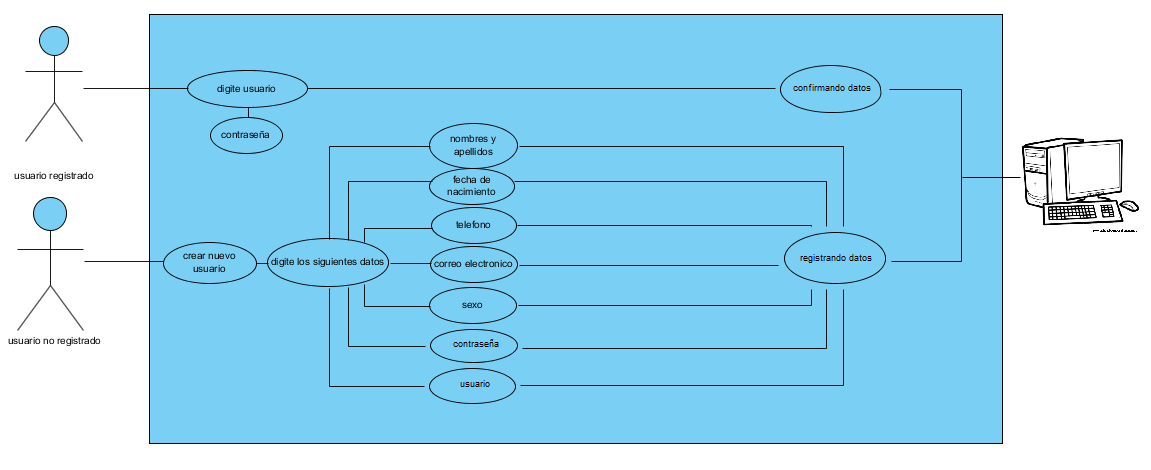 digite usuario
confirmando datos
contraseña
usuario registrado
nombres y
apellidos
fecha de
nacimiento
telefono
crear nuevo
usuario
digite los siguientes datos
correo electronico
registrando datos
sexo
usuario no registrado
contraseña
usuario